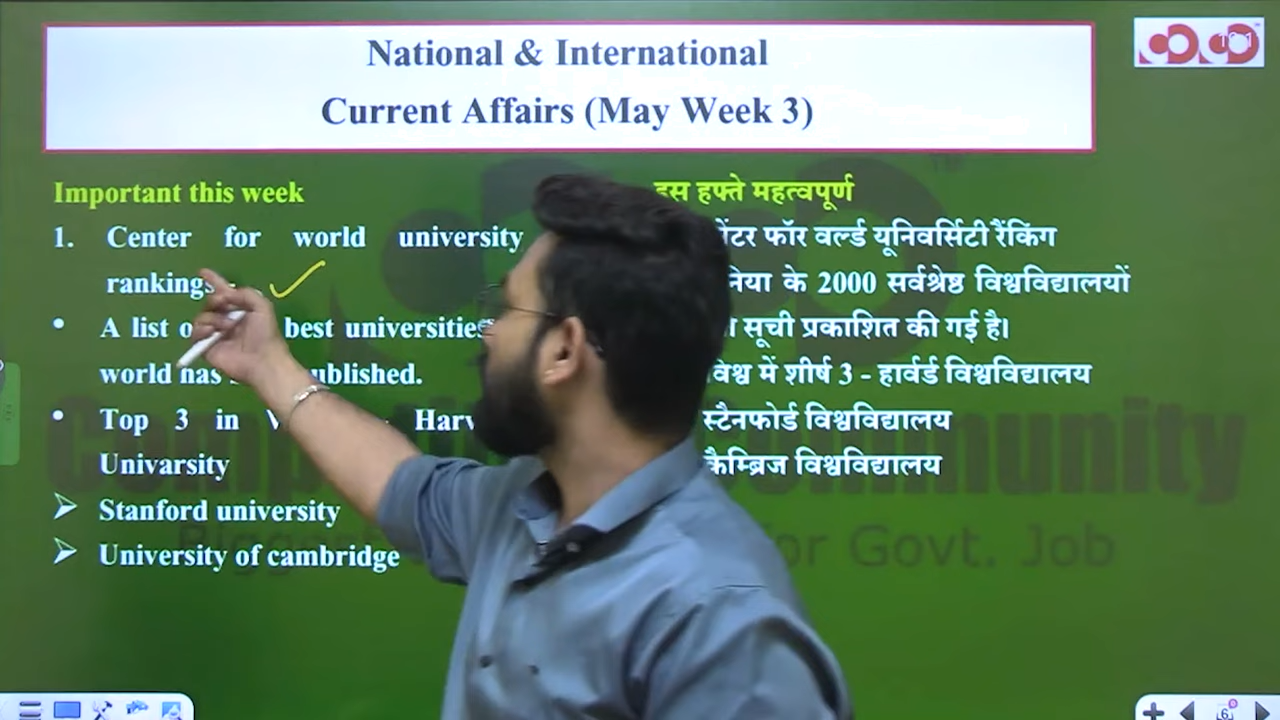 National & International
Current Affairs (May Week 3)
Important this week
इस हफ्ते महत्वपूर्ण
1. Center for world university
rankings
• A list best universities
world has
• Top 3 in
Univarsity
➢ Stanford university
➢ University of cambridge
फॉर वर्ल्ड यूनिवर्सिटी रैंकिंग
के 2000 सर्वश्रेष्ठ विश्वविद्यालयों
सूची प्रकाशित की गई है।
विश्व में शीर्ष 3 - हार्वर्ड विश्वविद्यालय
स्टैनफोर्ड विश्वविद्यालय
कैम्ब्रिज विश्वविद्यालय
for Govt. Job
6